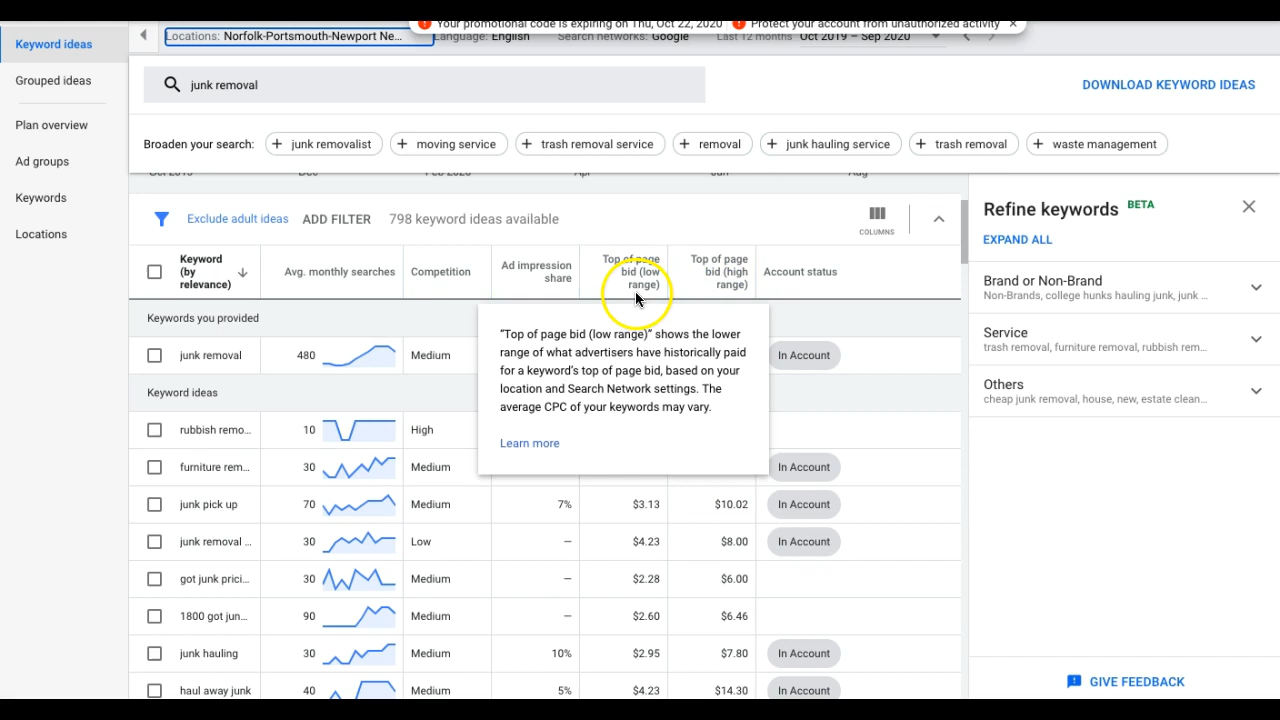 Your promotional code is expiring on Thu, Oct 22, 2020 Protect your account from unauthorized activity
Locations: Norfolk-Portsmouth-Newport Ne... Language: English Search networks: Google Last 12 months Oct 2019 – Sep 2020
Keyword ideas
Grouped ideas
Plan overview
Ad groups
Keywords
Locations
junk removal
DOWNLOAD KEYWORD IDEAS
Broaden your search: + junk removalist + moving service + trash removal service + removal + junk hauling service + trash removal + waste management
Oct 2019 Dec Feb 2020 Apr Jun Aug
Exclude adult ideas ADD FILTER 798 keyword ideas available
COLUMNS
Keyword (by relevance)
Avg. monthly searches
Competition
Ad impression share
Top of page bid (low range)
Top of page bid (high range)
Account status
Keywords you provided
junk removal 480 Medium In Account
Keyword ideas
rubbish remo... 10 High
furniture rem... 30 Medium In Account
junk pick up 70 Medium 7% $3.13 $10.02 In Account
junk removal ... 30 Low – $4.23 $8.00 In Account
got junk prici... 30 Medium – $2.28 $6.00
1800 got jun... 90 Medium – $2.60 $6.46
junk hauling 30 Medium 10% $2.95 $7.80 In Account
haul away junk 40 Medium 5% $4.23 $14.30 In Account
"Top of page bid (low range)" shows the lower
range of what advertisers have historically paid
for a keyword's top of page bid, based on your
location and Search Network settings. The
average CPC of your keywords may vary.
Learn more
Refine keywords BETA
EXPAND ALL
Brand or Non-Brand
Non-Brands, college hunks hauling junk, junk ...
Service
trash removal, furniture removal, rubbish rem...
Others
cheap junk removal, house, new, estate clean...
GIVE FEEDBACK